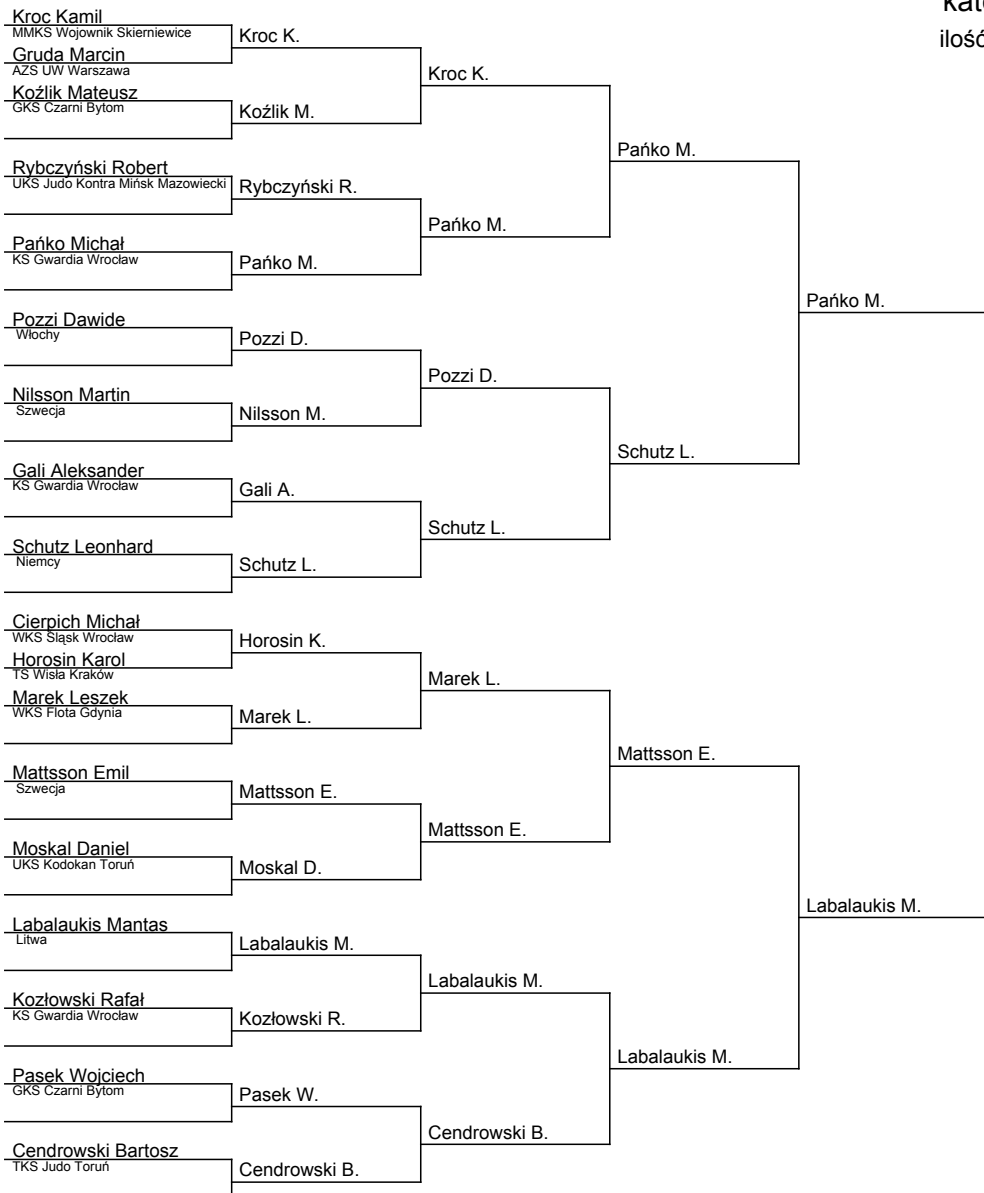 kat
ilość
Kroc Kamil
MMKS Wojownik Skierniewice
Kroc K.
Gruda Marcin
AZS UW Warszawa
Kroc K.
Koźlik Mateusz
GKS Czarni Bytom
Koźlik M.
Pańko M.
Rybczyński Robert
UKS Judo Kontra Mińsk Mazowiecki
Rybczyński R.
Pańko M.
Pańko Michał
KS Gwardia Wrocław
Pańko M.
Pańko M.
Pozzi Dawide
Włochy
Pozzi D.
Pozzi D.
Nilsson Martin
Szwecja
Nilsson M.
Schutz L.
Gali Aleksander
KS Gwardia Wrocław
Gali A.
Schutz L.
Schutz Leonhard
Niemcy
Schutz L.
Cierpich Michał
WKS Śląsk Wrocław
Horosin K.
Horosin Karol
TS Wisła Kraków
Marek L.
Marek Leszek
WKS Flota Gdynia
Marek L.
Mattsson E.
Mattsson Emil
Szwecja
Mattsson E.
Mattsson E.
Moskal Daniel
UKS Kodokan Toruń
Moskal D.
Labalaukis M.
Labalaukis Mantas
Litwa
Labalaukis M.
Labalaukis M.
Kozłowski Rafał
KS Gwardia Wrocław
Kozłowski R.
Labalaukis M.
Pasek Wojciech
GKS Czarni Bytom
Pasek W.
Cendrowski B.
Cendrowski Bartosz
TKS Judo Toruń
Cendrowski B.